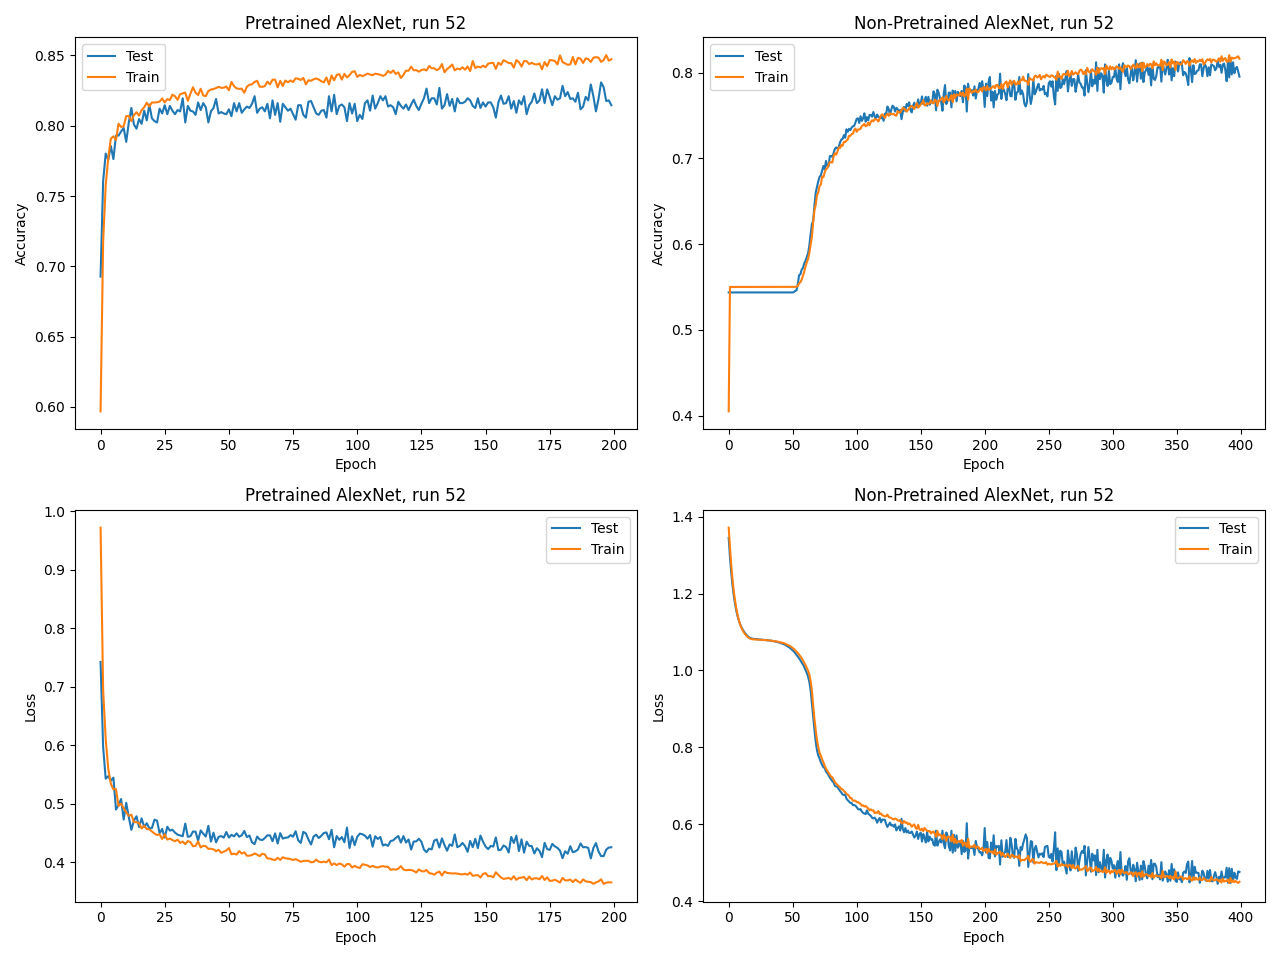 Pretrained AlexNet, run 52
Test
Train
0.85
0.80
0.75
0.70
0.65
0.60
Accuracy
0 25 50 75 100 125 150 175 200
Epoch
Non-Pretrained AlexNet, run 52
Test
Train
0.8
0.7
0.6
0.5
0.4
Accuracy
0 50 100 150 200 250 300 350 400
Epoch
Pretrained AlexNet, run 52
Test
Train
1.0
0.9
0.8
0.7
0.6
0.5
0.4
Loss
0 25 50 75 100 125 150 175 200
Epoch
Non-Pretrained AlexNet, run 52
Test
Train
1.4
1.2
1.0
0.8
0.6
0.4
Loss
0 50 100 150 200 250 300 350 400
Epoch